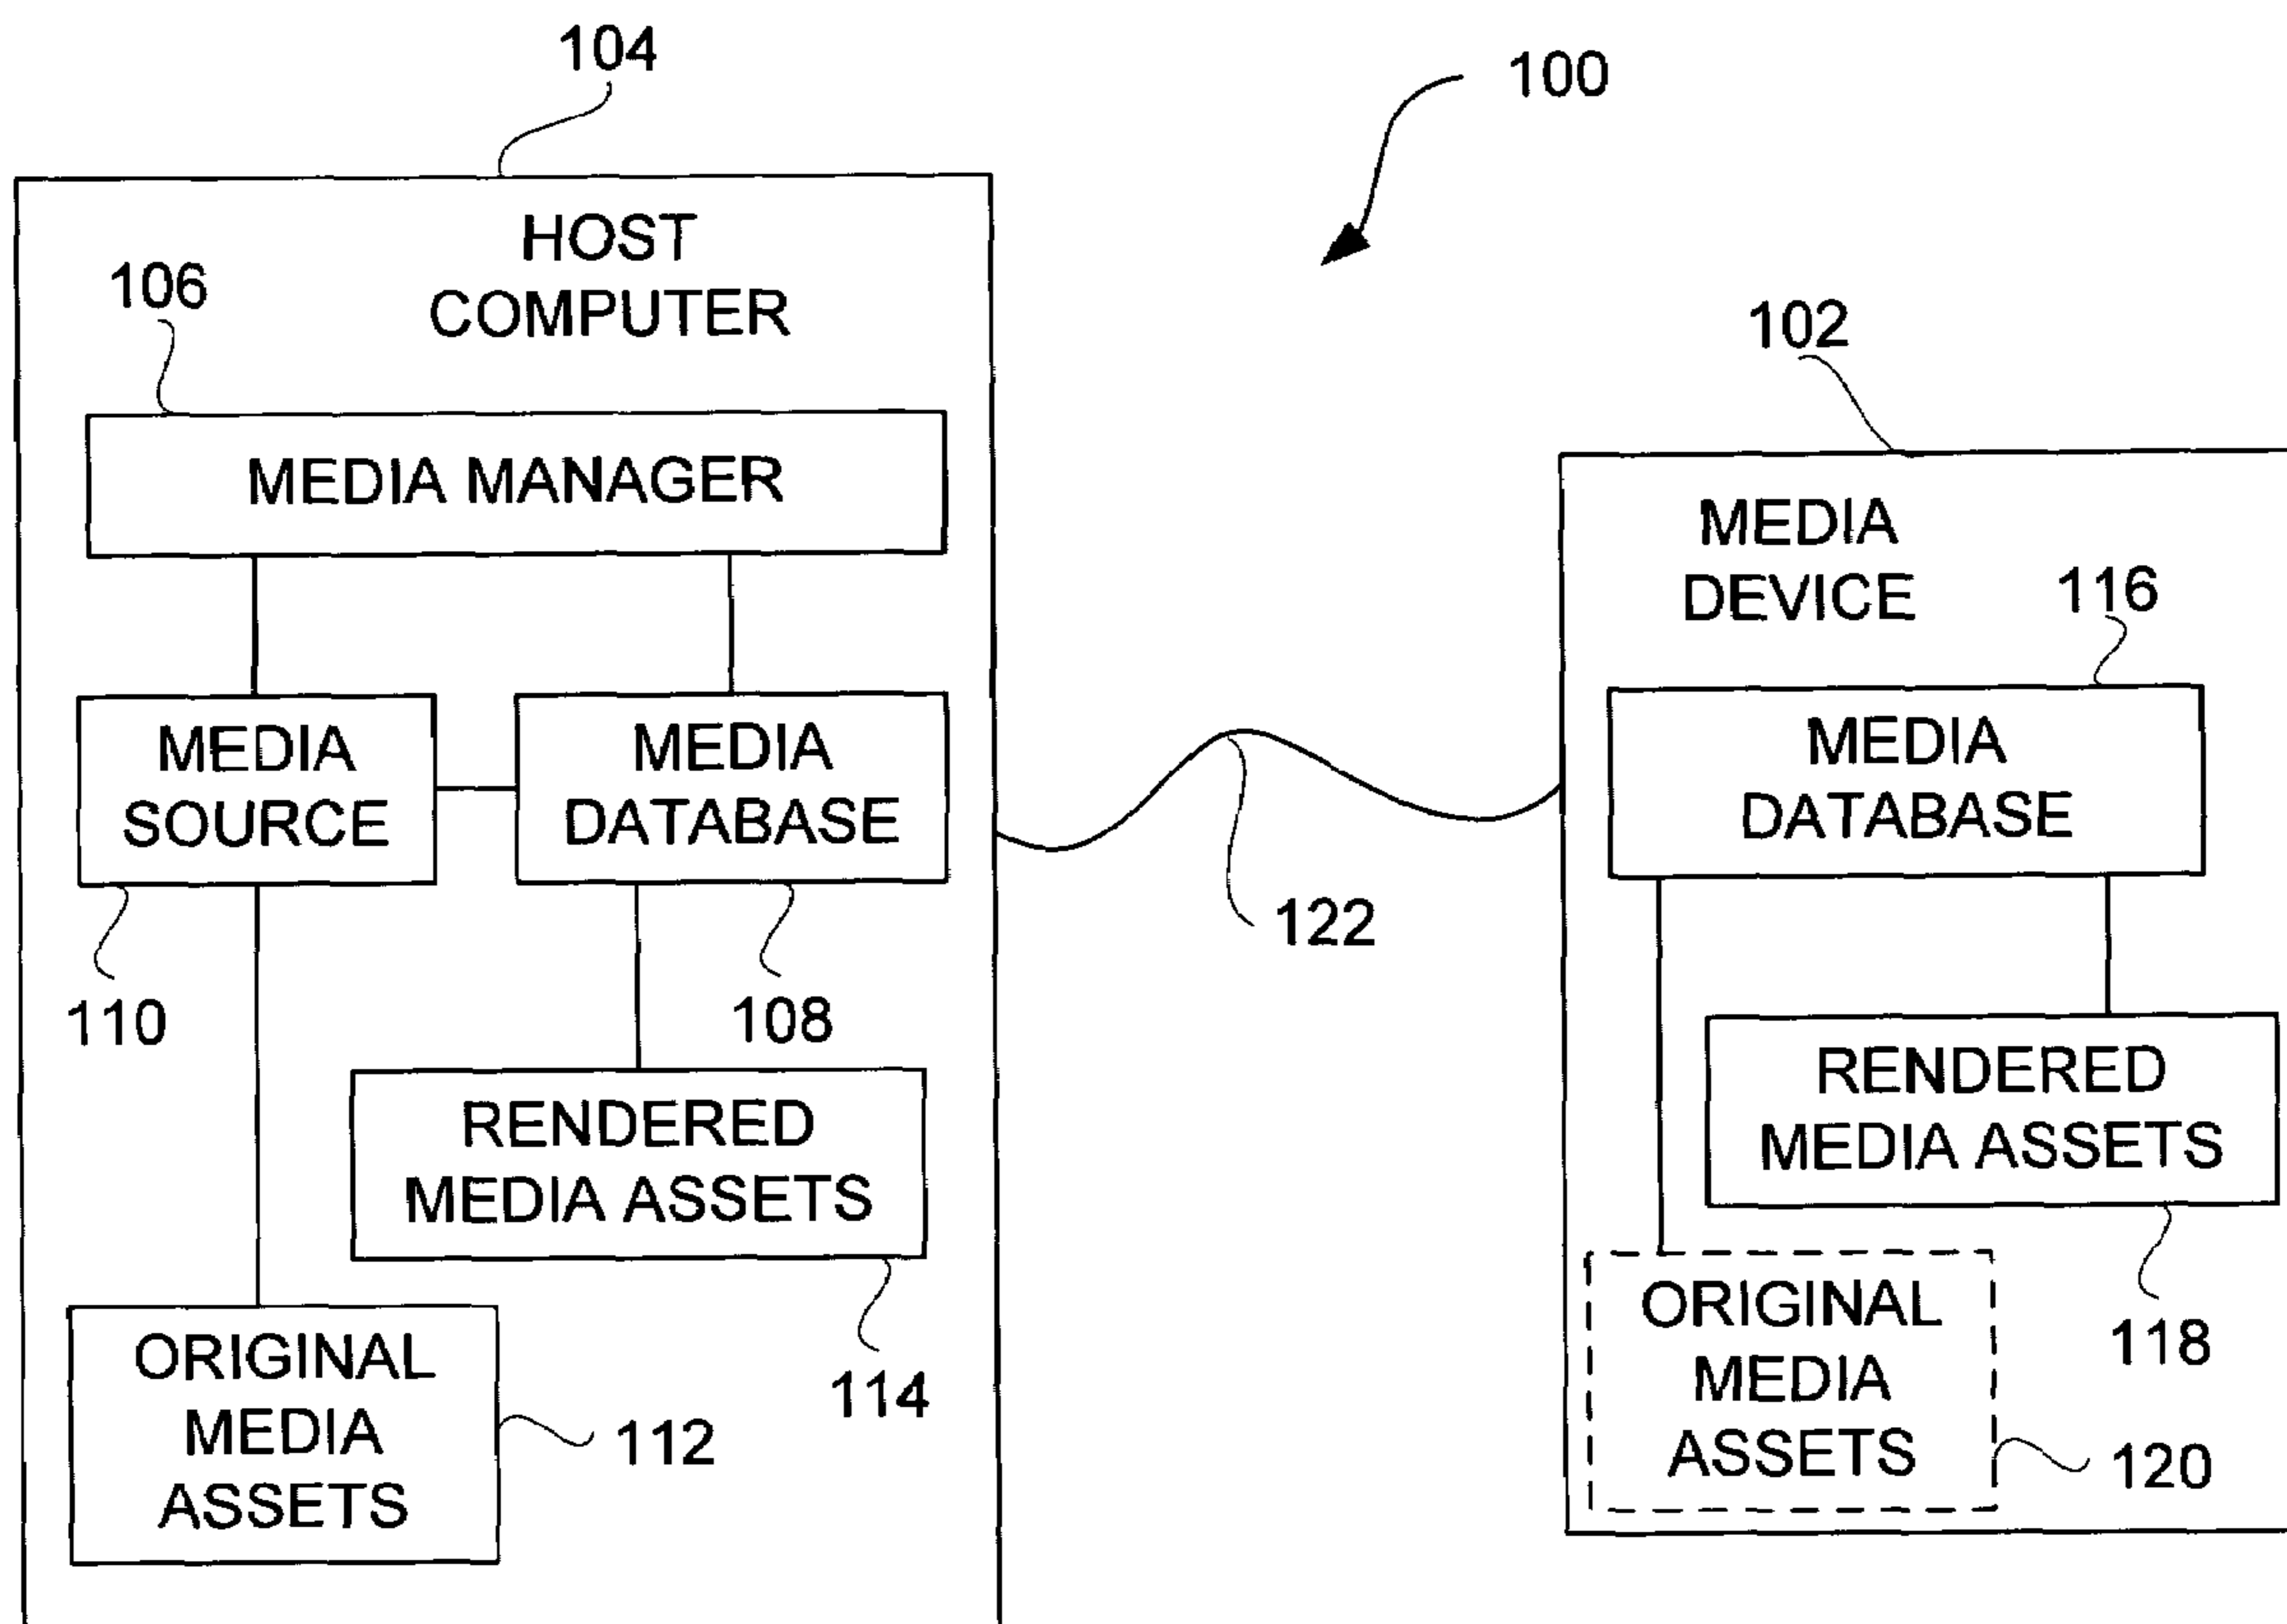 104
100
HOST
COMPUTER
106
MEDIA MANAGER
MEDIA
SOURCE
MEDIA
DATABASE
110
108
RENDERED
MEDIA ASSETS
114
ORIGINAL
MEDIA
ASSETS
112
122
102
MEDIA
DEVICE
116
MEDIA
DATABASE
RENDERED
MEDIA ASSETS
118
ORIGINAL
MEDIA
ASSETS
120